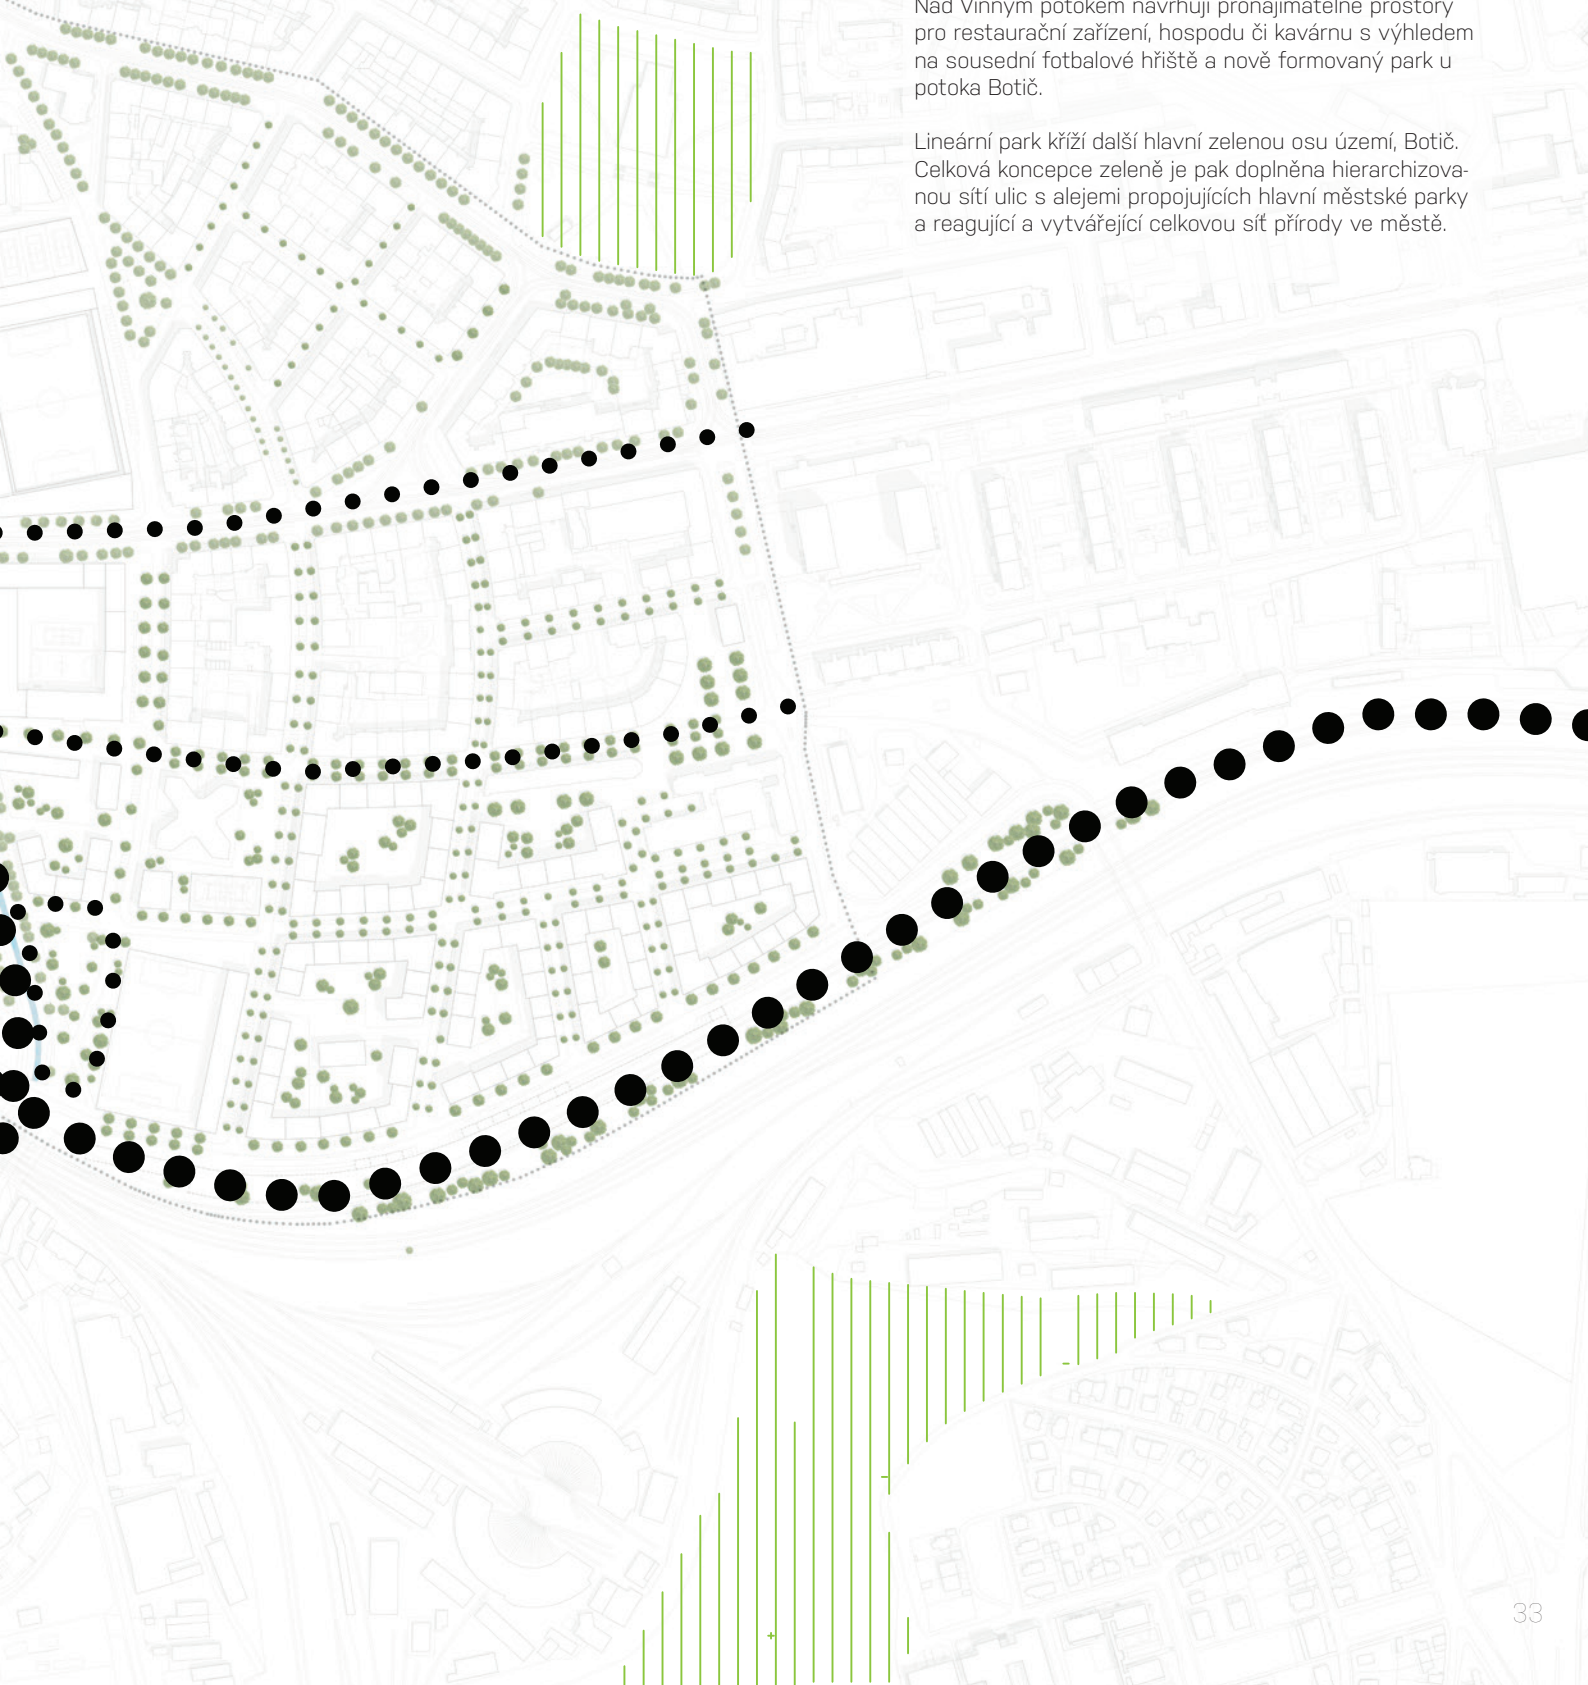 Nad Vinným potokem navrhuji pronajímatelné prostory
pro restaurační zařízení, hospodu či kavárnu s výhledem
na sousední fotbalové hřiště a nově formovaný park u
potoka Botič.
Lineární park kříží další hlavní zelenou osu území, Botič.
Celková koncepce zeleně je pak doplněna hierarchizova-
nou sítí ulic s alejemi propojujících hlavní městské parky
a reagující a vytvářející celkovou síť přírody ve městě.
33